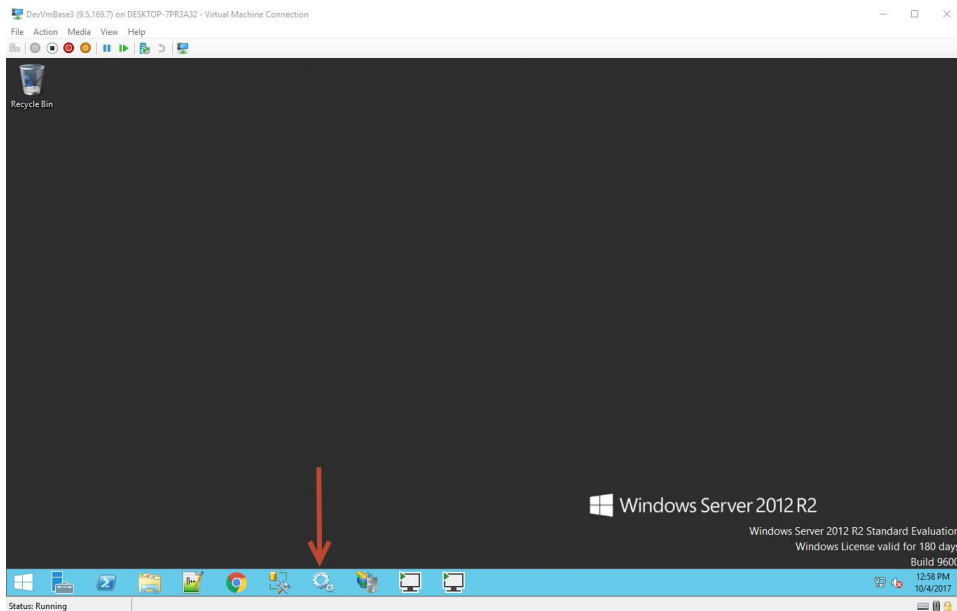 DevVmBase3 (9.5.169.7) on DESKTOP-7PR3A32 - Virtual Machine Connection
File Action Media View Help
Recycle Bin
Windows Server 2012 R2
Windows Server 2012 R2 Standard Evaluation
Windows License valid for 180 days
Build 9600
12:58 PM
10/4/2017
Status: Running